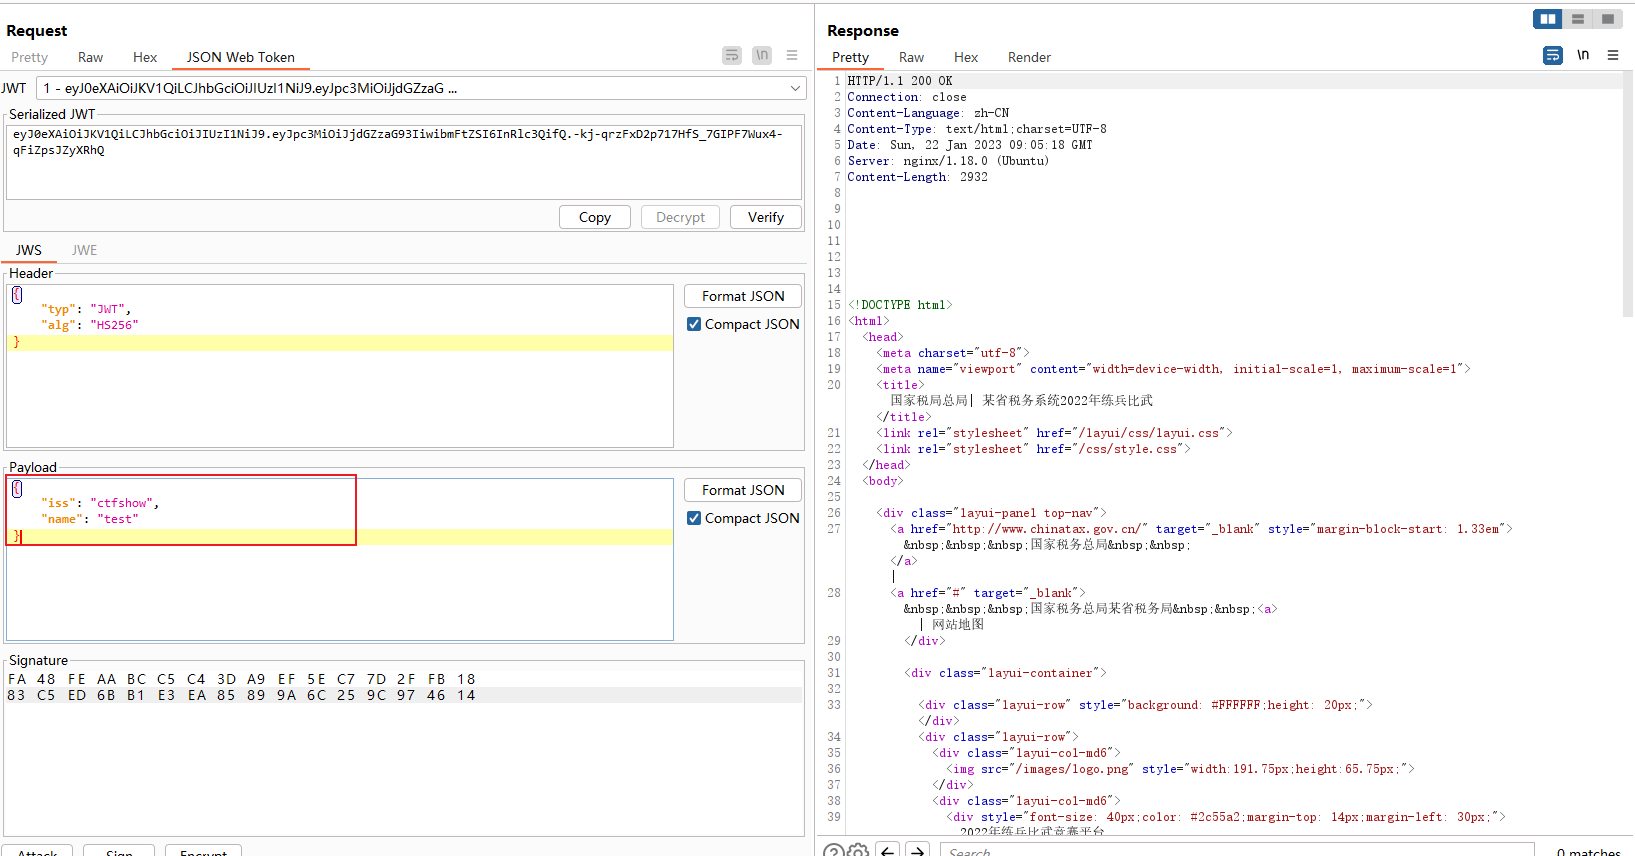 Request
Pretty Raw Hex JSON Web Token
\n
JWT 1 - eyJ0eXAiOiJKV1QiLCJhbGciOiJIUzI1NiJ9.eyJpc3MiOiJjdGZzaG ...
Serialized JWT
eyJ0eXAiOiJKV1QiLCJhbGciOiJIUzI1NiJ9.eyJpc3MiOiJjdGZzaG93IiwibmFtZSI6InRlc3QifQ.-kj-qrzFxD2p717HfS_7GIPF7Wux4-
qFiZpsJZyXRhQ
Copy Decrypt Verify
JWS JWE
Header
{
"typ": "JWT",
"alg": "HS256"
}
Format JSON
Compact JSON
Payload
{
"iss": "ctfshow",
"name": "test"
}
Format JSON
Compact JSON
Signature
FA 48 FE AA BC C5 C4 3D A9 EF 5E C7 7D 2F FB 18
83 C5 ED 6B B1 E3 EA 85 89 9A 6C 25 9C 97 46 14
Attack Sign Encrypt
Response
Pretty Raw Hex Render
\n
1 HTTP/1.1 200 OK
2 Connection: close
3 Content-Language: zh-CN
4 Content-Type: text/html;charset=UTF-8
5 Date: Sun, 22 Jan 2023 09:05:18 GMT
6 Server: nginx/1.18.0 (Ubuntu)
7 Content-Length: 2932
8
9
10
11
12
13
14
15 <!DOCTYPE html>
16 <html>
17 <head>
18 <meta charset="utf-8">
19 <meta name="viewport" content="width=device-width, initial-scale=1, maximum-scale=1">
20 <title>
国家税局总局| 某省税务系统2022年练兵比武
</title>
21 <link rel="stylesheet" href="/layui/css/layui.css">
22 <link rel="stylesheet" href="/css/style.css">
23 </head>
24 <body>
25
26 <div class="layui-panel top-nav">
27 <a href="http://www.chinatax.gov.cn/" target="_blank" style="margin-block-start: 1.33em">
&nbsp;&nbsp;&nbsp;国家税务总局&nbsp;&nbsp;
</a>
|
28 <a href="#" target="_blank">
&nbsp;&nbsp;&nbsp;国家税务总局某省税务局&nbsp;&nbsp;<a>
| 网站地图
29 </div>
30
31 <div class="layui-container">
32
33 <div class="layui-row" style="background: #FFFFFF;height: 20px;">
</div>
34 <div class="layui-row">
35 <div class="layui-col-md6">
36 <img src="/images/logo.png" style="width:191.75px;height:65.75px;">
37 </div>
38 <div class="layui-col-md6">
39 <div style="font-size: 40px;color: #2c55a2;margin-top: 14px;margin-left: 30px;">
2022年练兵比武竞赛平台
Search 0 matches